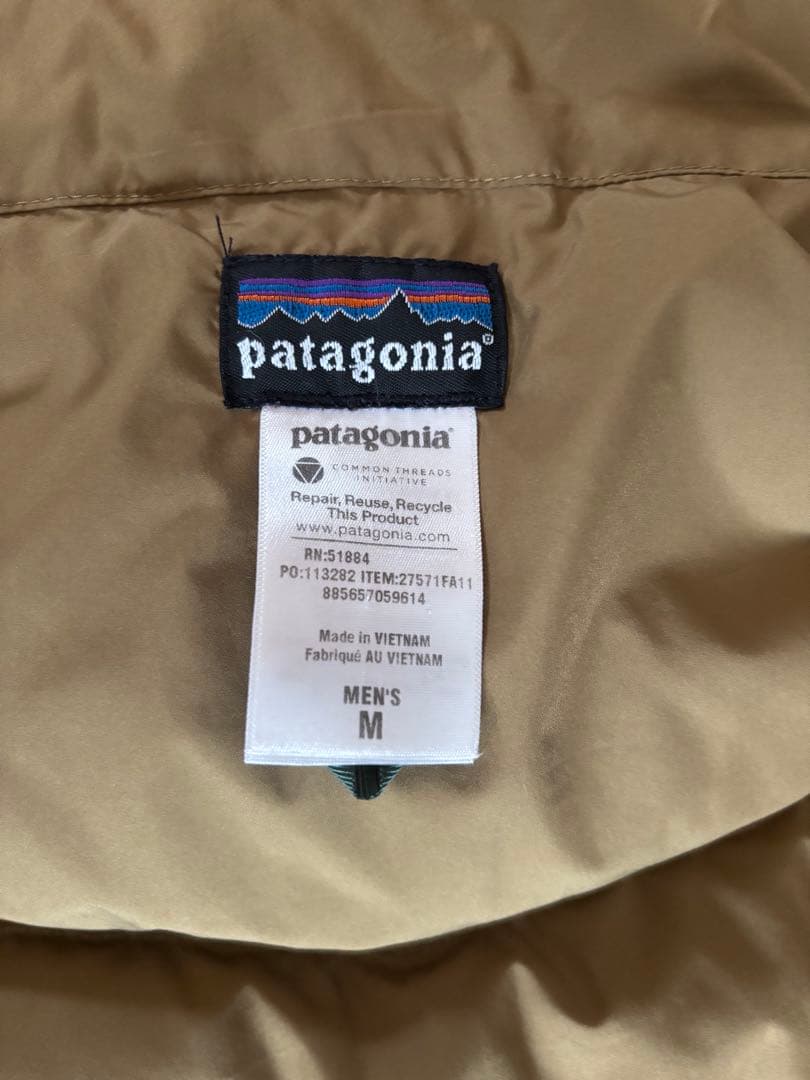 patagonia®
patagonia®
COMMON THREADS
INITIATIVE
Repair, Reuse, Recycle
This Product
www.patagonia.com
RN:51884
PO:113282 ITEM:27571FA11
885657059614
Made in VIETNAM
Fabriqué AU VIETNAM
MEN'S
M